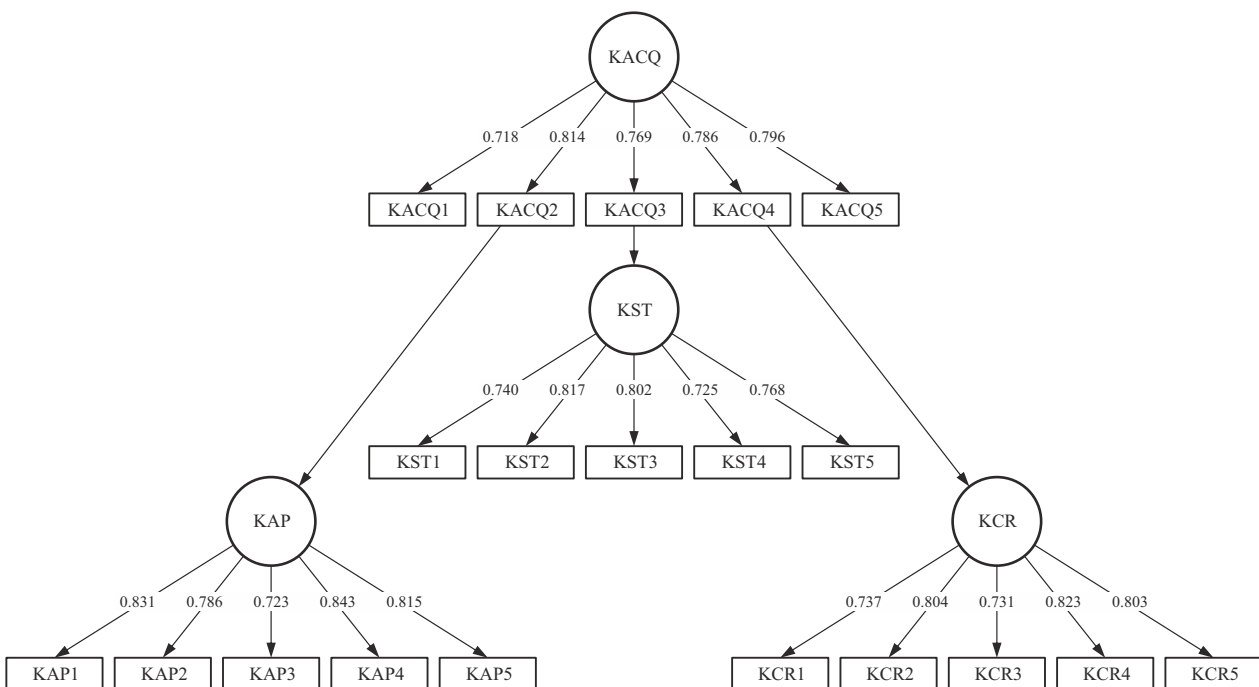 KACQ
0.718 0.814 0.769 0.786 0.796
KACQ1 KACQ2 KACQ3 KACQ4 KACQ5
KST
0.740 0.817 0.802 0.725 0.768
KST1 KST2 KST3 KST4 KST5
KAP KCR
0.831 0.786 0.723 0.843 0.815 0.737 0.804 0.731 0.823 0.803
KAP1 KAP2 KAP3 KAP4 KAP5 KCR1 KCR2 KCR3 KCR4 KCR5